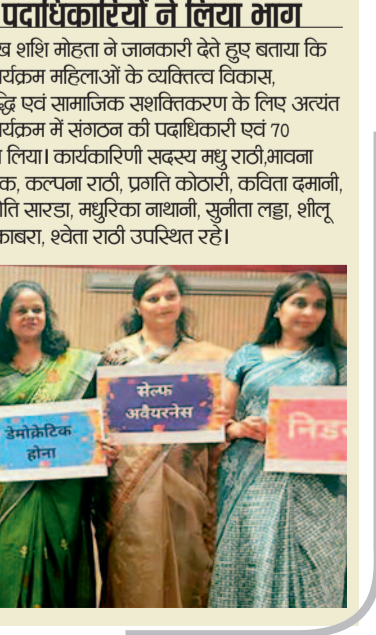 पदाधिकारियों ने लिया भाग
शशि मोहता ने जानकारी देते हुए बताया कि
र्यक्रम महिलाओं के व्यक्तित्व विकास,
द्धि एवं सामाजिक सशक्तिकरण के लिए अत्यंत
र्यक्रम में संगठन की पदाधिकारी एवं 70
लिया। कार्यकारिणी सदस्य मधु राठी,भावना
क, कल्पना राठी, प्रगति कोठारी, कविता दमानी,
ति सारडा, मधुरिका नाथानी, सुनीता लड्ढा, शीलू
काबरा, श्वेता राठी उपस्थित रहे।
डेमोक्रेटिक
होना
सेल्फ
अवैयरनेस
निडर